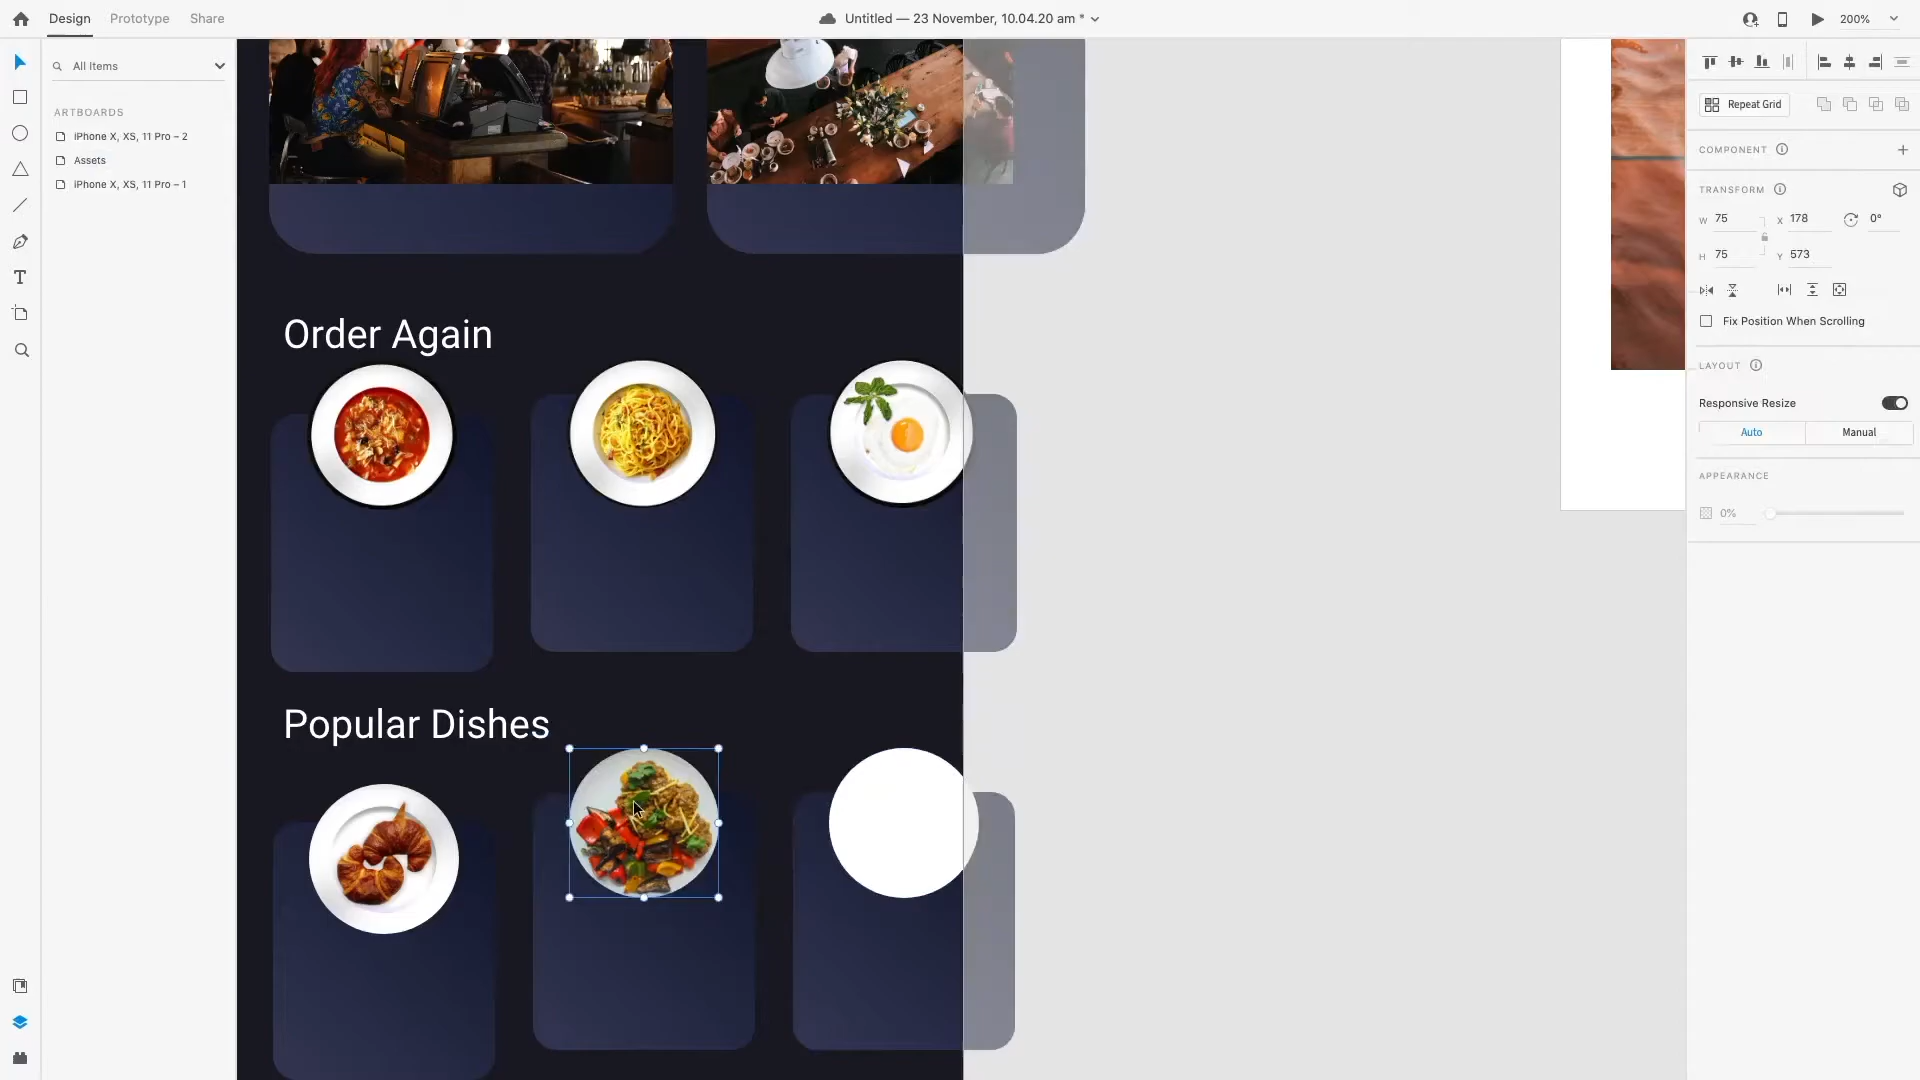 Design
Prototype
Share
Untitled — 23 November, 10.04.20 am *
200%
All Items
ARTBOARDS
iPhone X, XS, 11 Pro – 2
Assets
iPhone X, XS, 11 Pro – 1
Order Again
Popular Dishes
Repeat Grid
COMPONENT
TRANSFORM
W 75
X 178
0°
H 75
Y 573
Fix Position When Scrolling
LAYOUT
Responsive Resize
Auto
Manual
APPEARANCE
0%